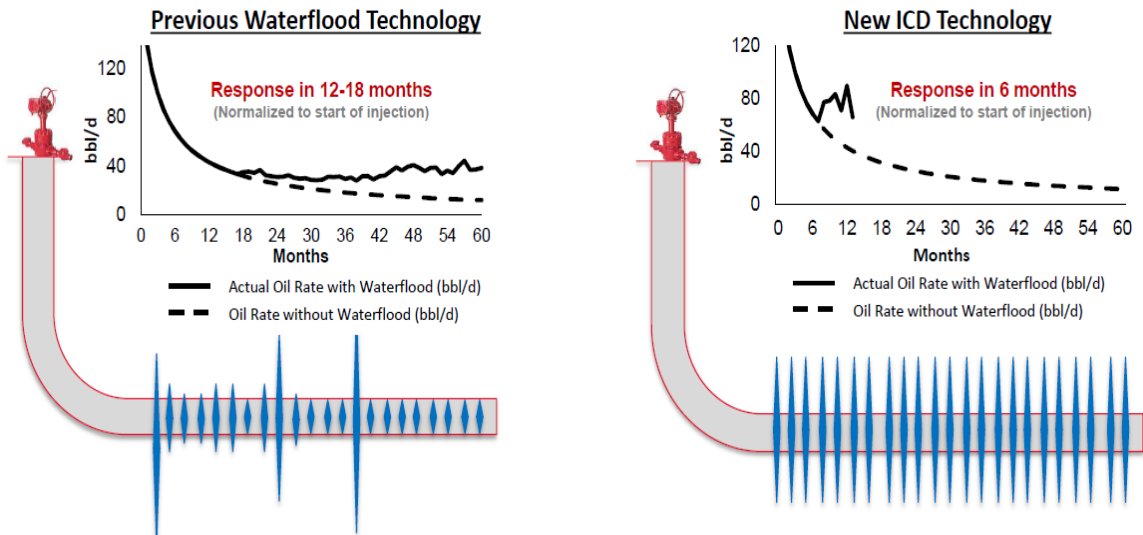 Previous Waterflood Technology
120
80
40
0
bbl/d
Response in 12-18 months
(Normalized to start of injection)
0 6 12 18 24 30 36 42 48 54 60
Months
Actual Oil Rate with Waterflood (bbl/d)
Oil Rate without Waterflood (bbl/d)
New ICD Technology
120
80
40
0
bbl/d
Response in 6 months
(Normalized to start of injection)
0 6 12 18 24 30 36 42 48 54 60
Months
Actual Oil Rate with Waterflood (bbl/d)
Oil Rate without Waterflood (bbl/d)